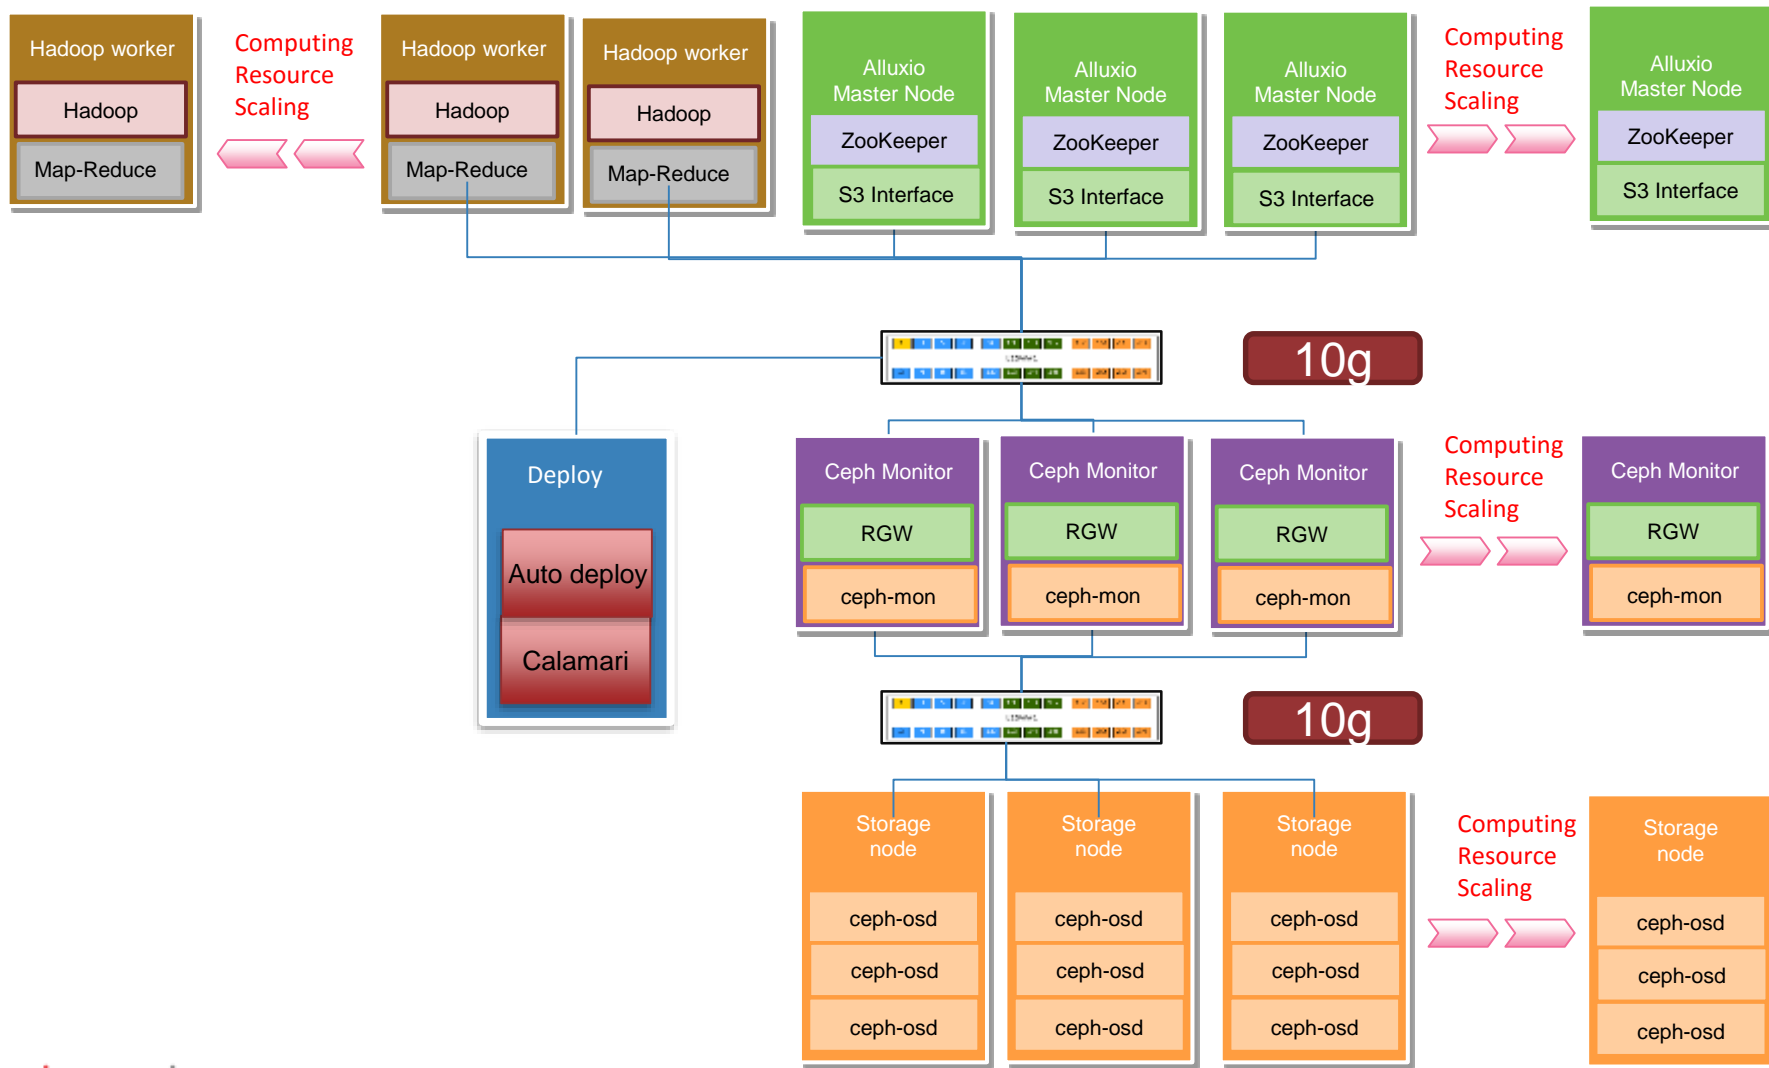 Hadoop worker
Hadoop
Map-Reduce
Computing
Resource
Scaling
Hadoop worker
Hadoop
Map-Reduce
Hadoop worker
Hadoop
Map-Reduce
Alluxio
Master Node
ZooKeeper
S3 Interface
Alluxio
Master Node
ZooKeeper
S3 Interface
Alluxio
Master Node
ZooKeeper
S3 Interface
Computing
Resource
Scaling
Alluxio
Master Node
ZooKeeper
S3 Interface
10g
Deploy
Auto deploy
Calamari
Ceph Monitor
RGW
ceph-mon
Ceph Monitor
RGW
ceph-mon
Ceph Monitor
RGW
ceph-mon
Computing
Resource
Scaling
Ceph Monitor
RGW
ceph-mon
10g
Storage
node
ceph-osd
ceph-osd
ceph-osd
Storage
node
ceph-osd
ceph-osd
ceph-osd
Storage
node
ceph-osd
ceph-osd
ceph-osd
Computing
Resource
Scaling
Storage
node
ceph-osd
ceph-osd
ceph-osd